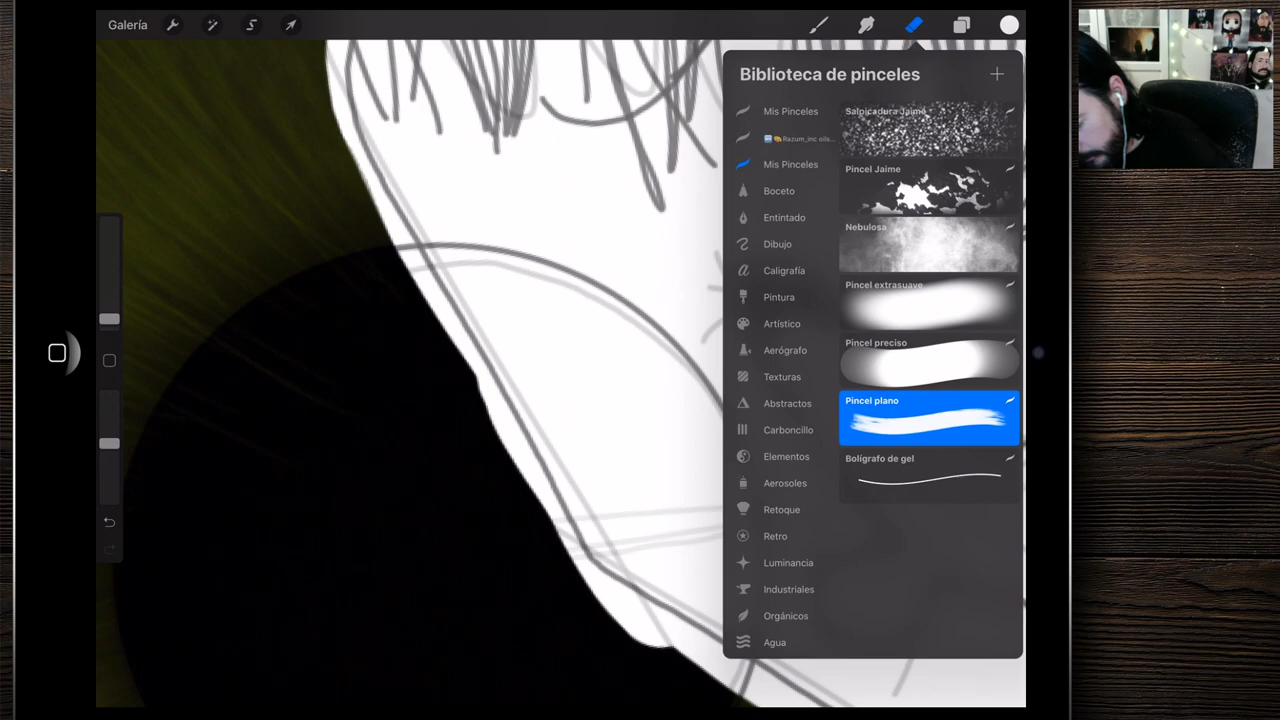 Galería
Biblioteca de pinceles
Mis Pinceles
Razum_inc oils...
Mis Pinceles
Boceto
Entintado
Dibujo
Caligrafía
Pintura
Artístico
Aerógrafo
Texturas
Abstractos
Carboncillo
Elementos
Aerosoles
Retoque
Retro
Luminancia
Industriales
Orgánicos
Agua
Salpicadura Jaime
Pincel Jaime
Nebulosa
Pincel extrasuave
Pincel preciso
Pincel plano
Bolígrafo de gel